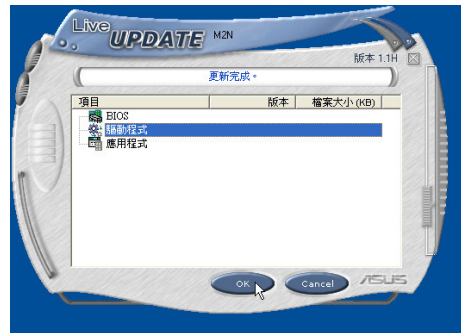 Live
UPDATE M2N
版本 1.1H
更新完成。
項目 版本 檔案大小 (KB)
BIOS
驅動程式
應用程式
OK Cancel /SUS